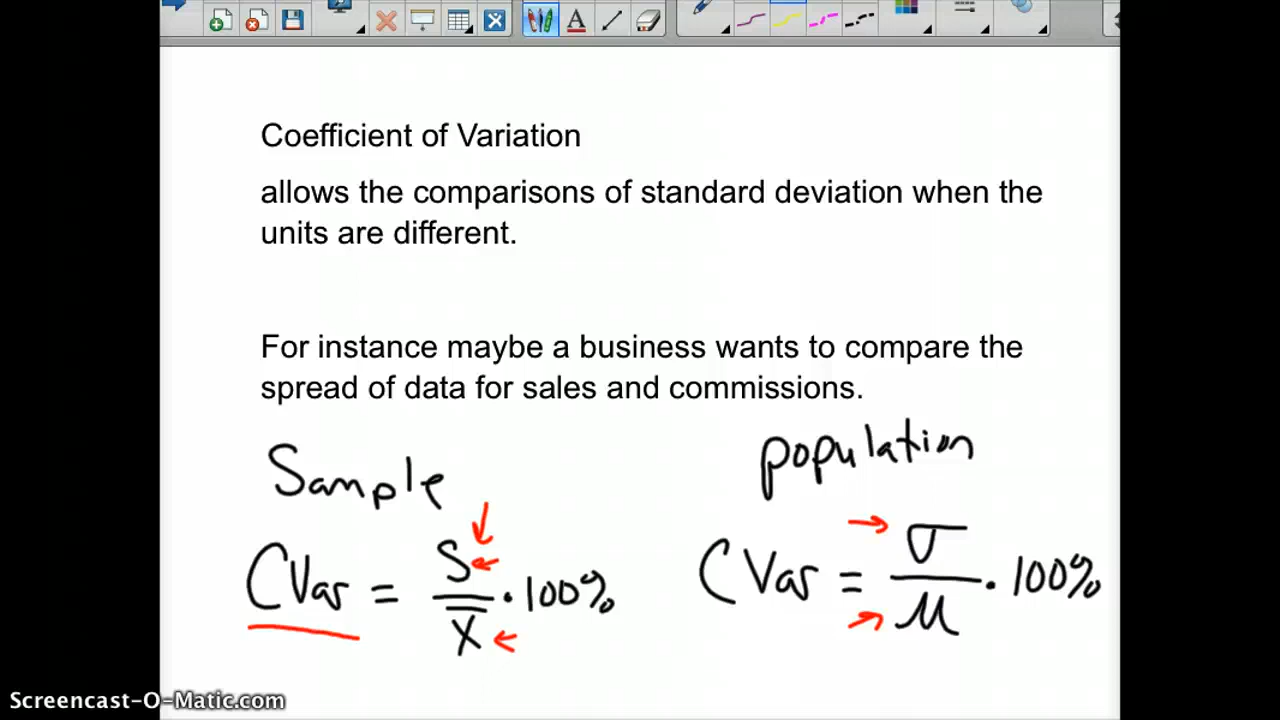 Coefficient of Variation
allows the comparisons of standard deviation when the
units are different.
For instance maybe a business wants to compare the
spread of data for sales and commissions.
Sample
population
CVar = s/x̄ · 100%
CVar = σ/μ · 100%
Screencast-O-Matic.com